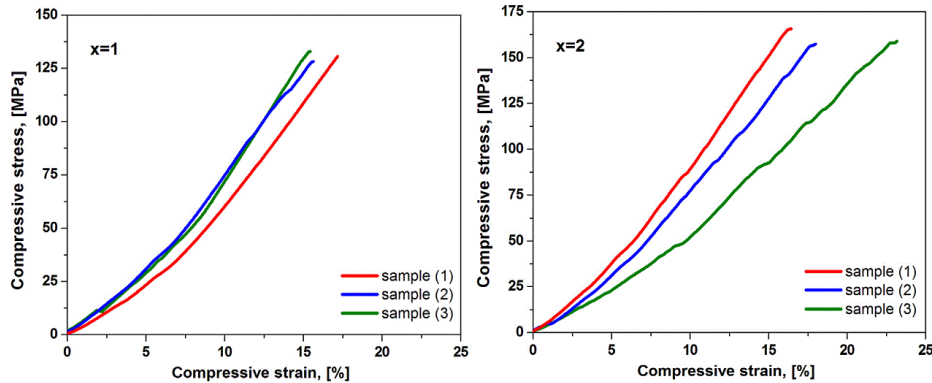 x=1
Compressive stress, [MPa]
150
125
100
75
50
25
0
0 5 10 15 20 25
Compressive strain, [%]
sample (1)
sample (2)
sample (3)
x=2
Compressive stress, [MPa]
175
150
125
100
75
50
25
0
0 5 10 15 20 25
Compressive strain, [%]
sample (1)
sample (2)
sample (3)